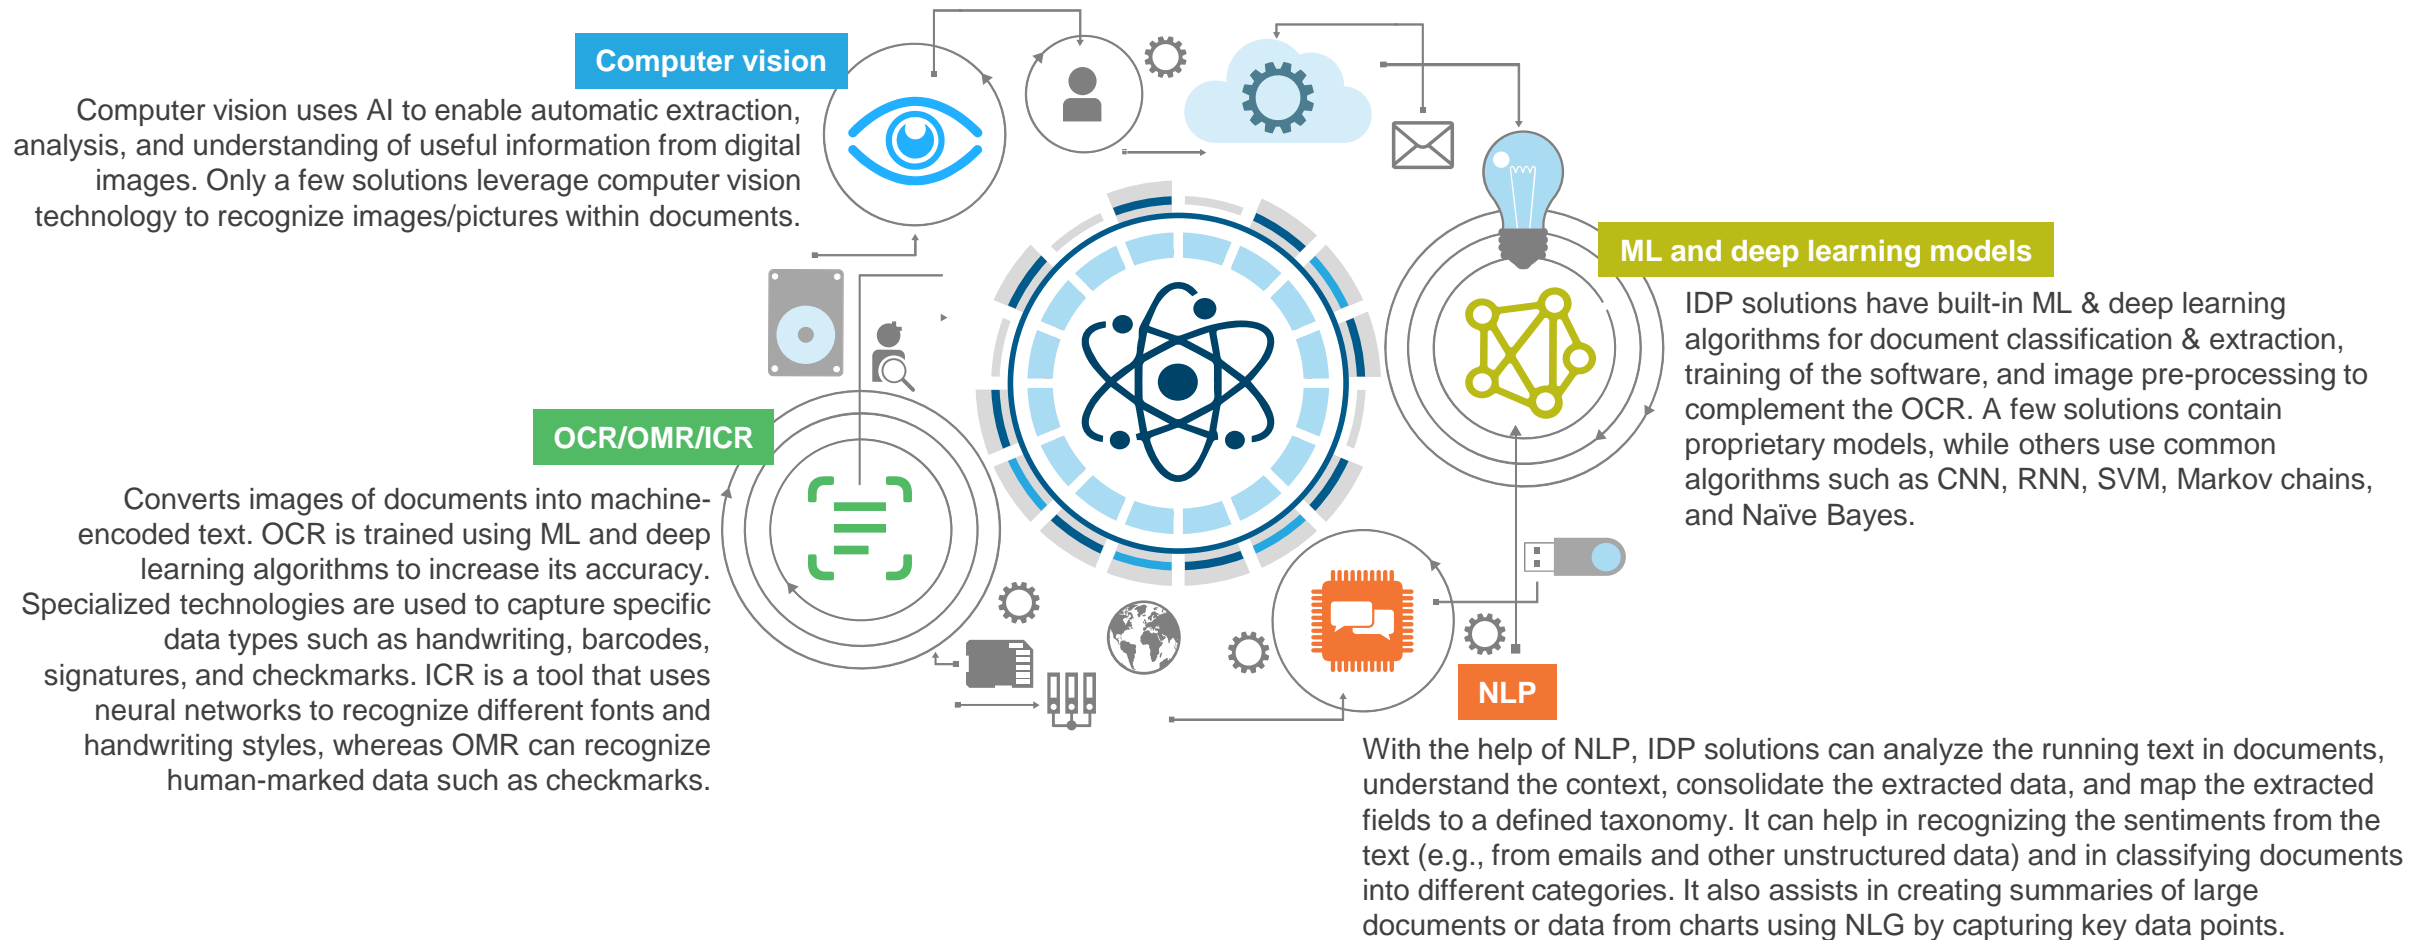 Computer vision
Computer vision uses AI to enable automatic extraction,
analysis, and understanding of useful information from digital
images. Only a few solutions leverage computer vision
technology to recognize images/pictures within documents.
ML and deep learning models
IDP solutions have built-in ML & deep learning
algorithms for document classification & extraction,
training of the software, and image pre-processing to
complement the OCR. A few solutions contain
proprietary models, while others use common
algorithms such as CNN, RNN, SVM, Markov chains,
and Naïve Bayes.
OCR/OMR/ICR
Converts images of documents into machine-
encoded text. OCR is trained using ML and deep
learning algorithms to increase its accuracy.
Specialized technologies are used to capture specific
data types such as handwriting, barcodes,
signatures, and checkmarks. ICR is a tool that uses
neural networks to recognize different fonts and
handwriting styles, whereas OMR can recognize
human-marked data such as checkmarks.
NLP
With the help of NLP, IDP solutions can analyze the running text in documents,
understand the context, consolidate the extracted data, and map the extracted
fields to a defined taxonomy. It can help in recognizing the sentiments from the
text (e.g., from emails and other unstructured data) and in classifying documents
into different categories. It also assists in creating summaries of large
documents or data from charts using NLG by capturing key data points.